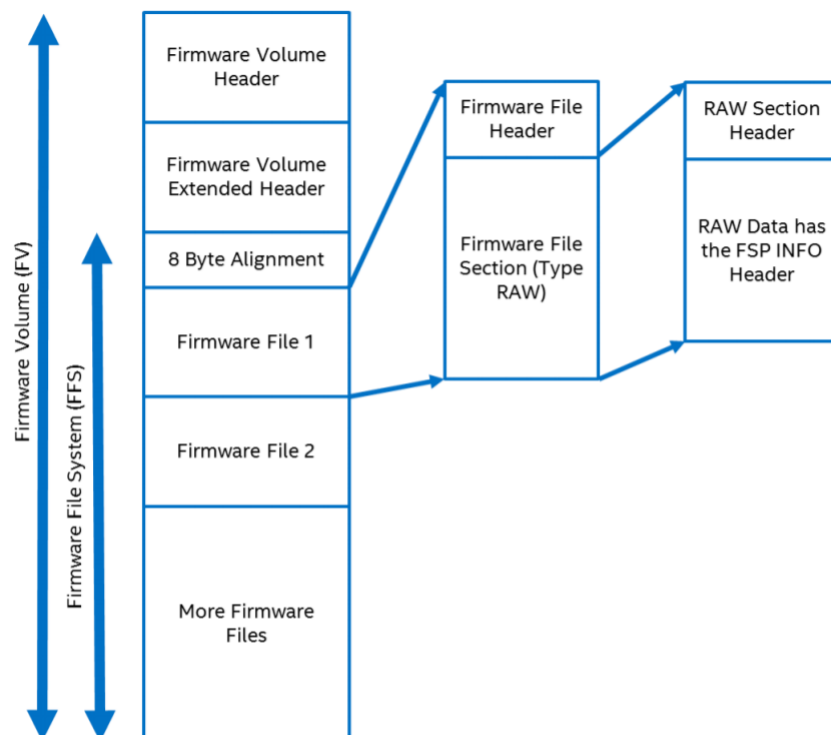 Firmware Volume (FV)
Firmware File System (FFS)
Firmware Volume
Header
Firmware Volume
Extended Header
8 Byte Alignment
Firmware File 1
Firmware File 2
More Firmware
Files
Firmware File
Header
Firmware File
Section (Type
RAW)
RAW Section
Header
RAW Data has
the FSP INFO
Header